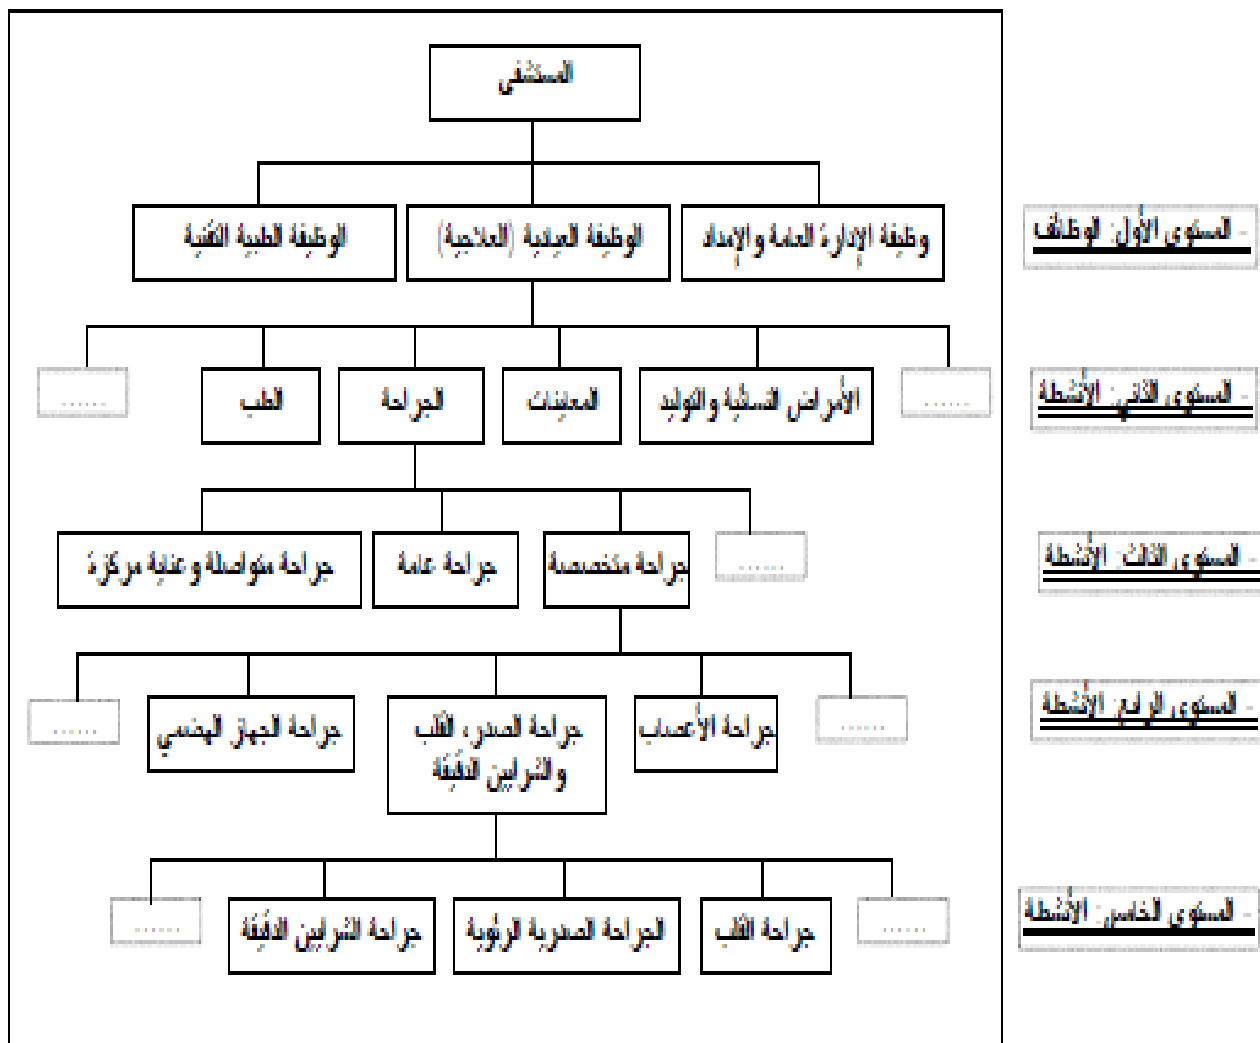 المستشفى
وظيفة الإدارة العامة والإمداد
الوظيفة العيادية (العلاجية)
الوظيفة الطبية التقنية
- المستوى الأول: الوظائف
......
الأمراض النسائية والتوليد
المعاينات
الجراحة
الطب
......
- المستوى الثاني: الأنشطة
......
جراحة متخصصة
جراحة عامة
جراحة متواصلة وعناية مركزة
- المستوى الثالث: الأنشطة
......
جراحة الأعصاب
جراحة الصدر، القلب
والشرايين الدقيقة
جراحة الجهاز الهضمي
......
- المستوى الرابع: الأنشطة
......
جراحة القلب
الجراحة الصدرية الرئوية
جراحة الشرايين الدقيقة
......
- المستوى الخامس: الأنشطة